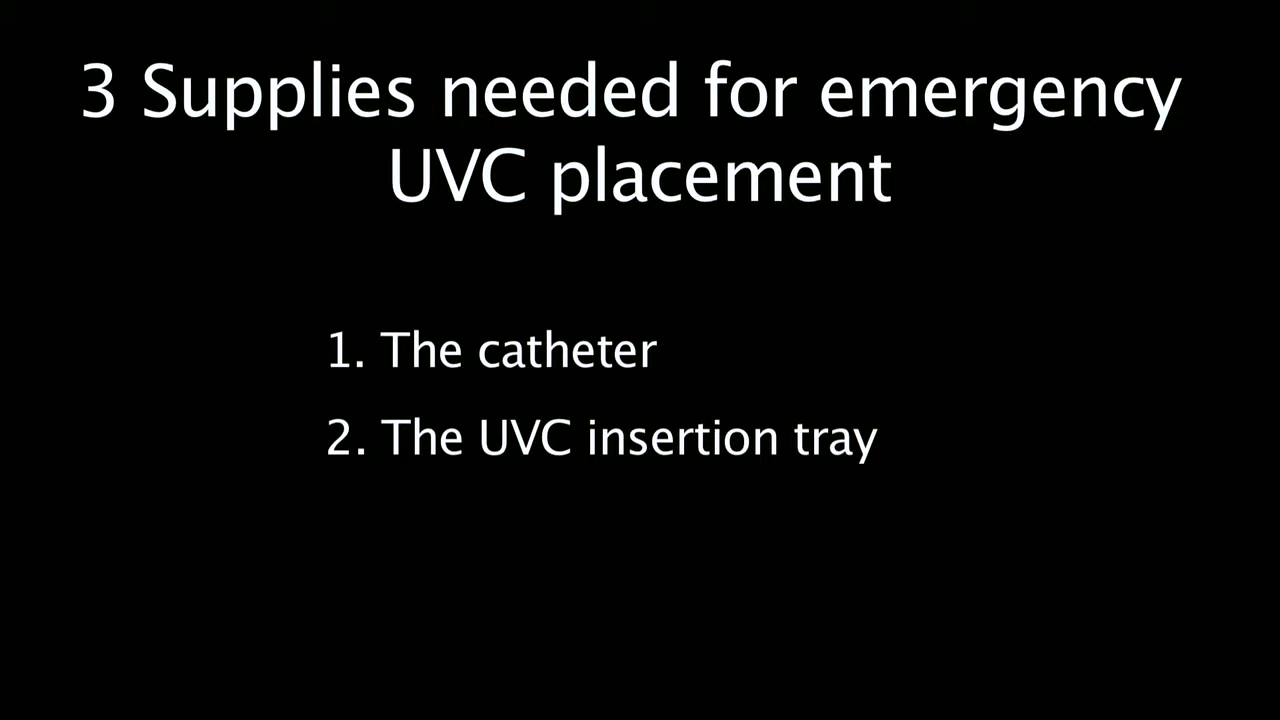 3 Supplies needed for emergency
UVC placement
1. The catheter
2. The UVC insertion tray